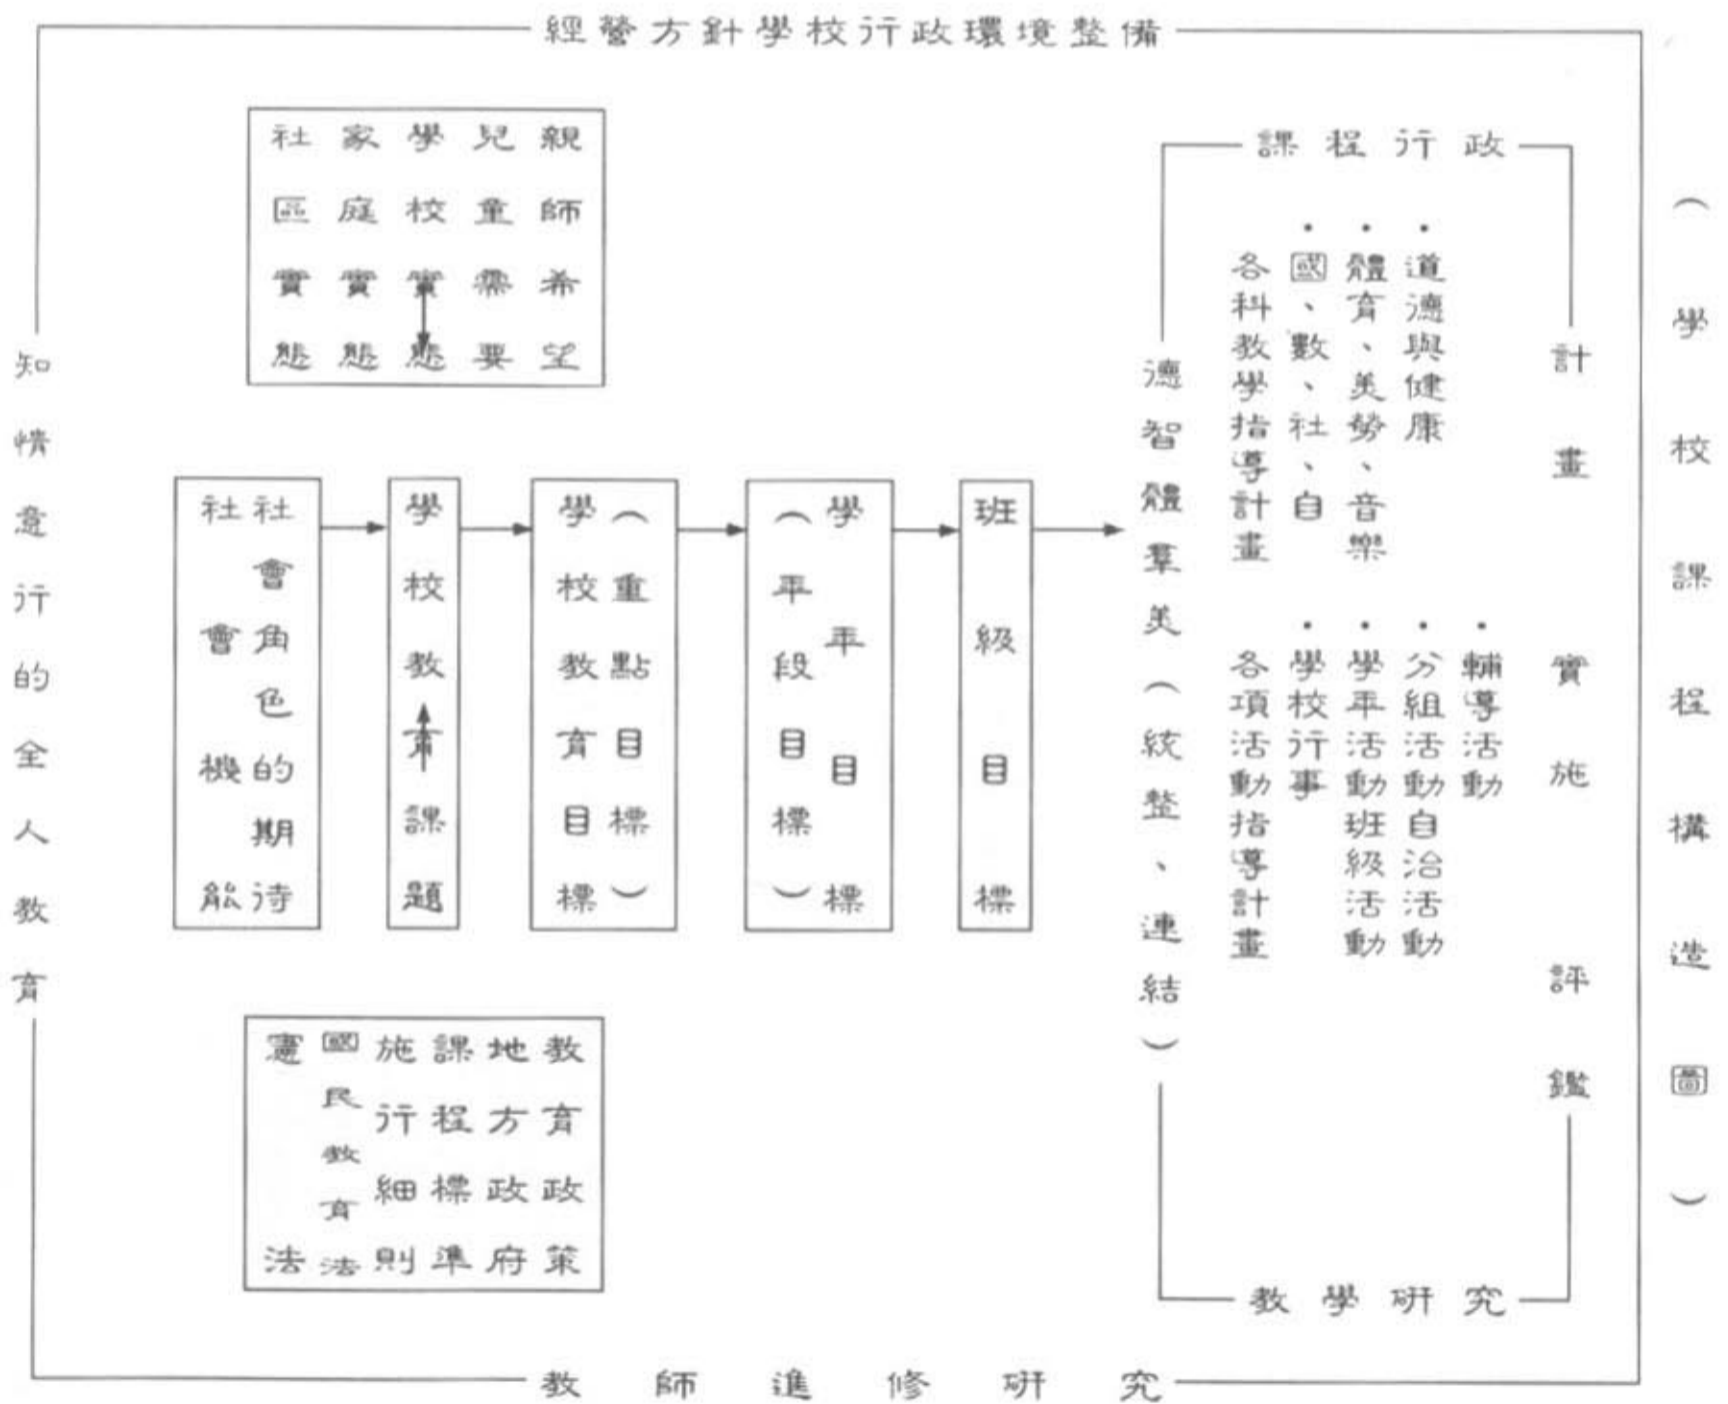 經營方針學校行政環境整備
(學校課程構造圖)
知情意行的全人教育
社區實態
家庭實態
學校實態
兒童需要
親師希望
社會機能
社會角色的期待
學校教育課題
學校教育目標
(重點目標)
(年段目標)
學年目標
班級目標
憲法
國民教育法
施行細則
課程標準
地方政府
教育政策
課程行政
德智體羣美(統整、連結)
各科教學指導計畫
・國、數、社、自
・體育、美勞、音樂
・道德與健康
各項活動指導計畫
・學校行事
・學年活動班級活動
・分組活動自治活動
・輔導活動
計畫
實施
評鑑
教學研究
教師進修研究